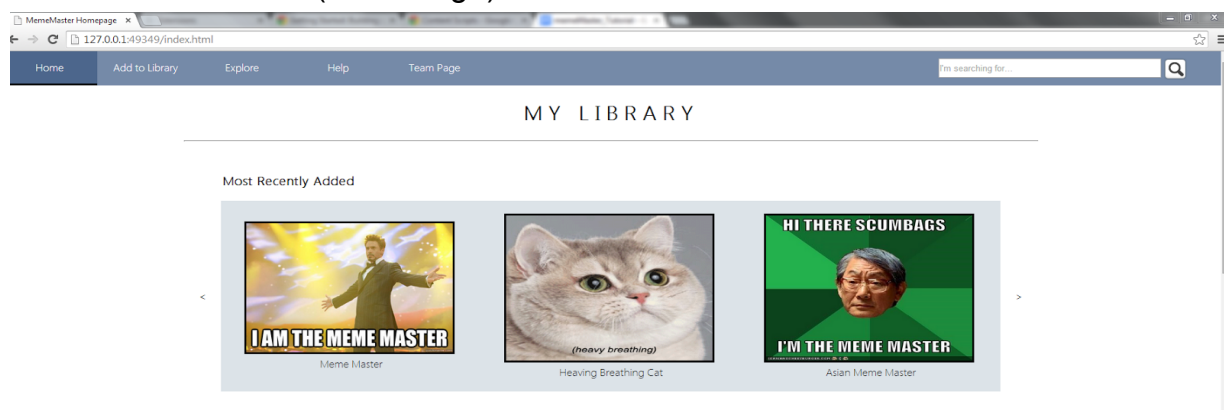 MemeMaster Homepage
127.0.0.1:49349/index.html
Home Add to Library Explore Help Team Page I'm searching for...
MY LIBRARY
Most Recently Added
HI THERE SCUMBAGS
I AM THE MEME MASTER (heavy breathing) I'M THE MEME MASTER
Meme Master Heaving Breathing Cat Asian Meme Master
< >